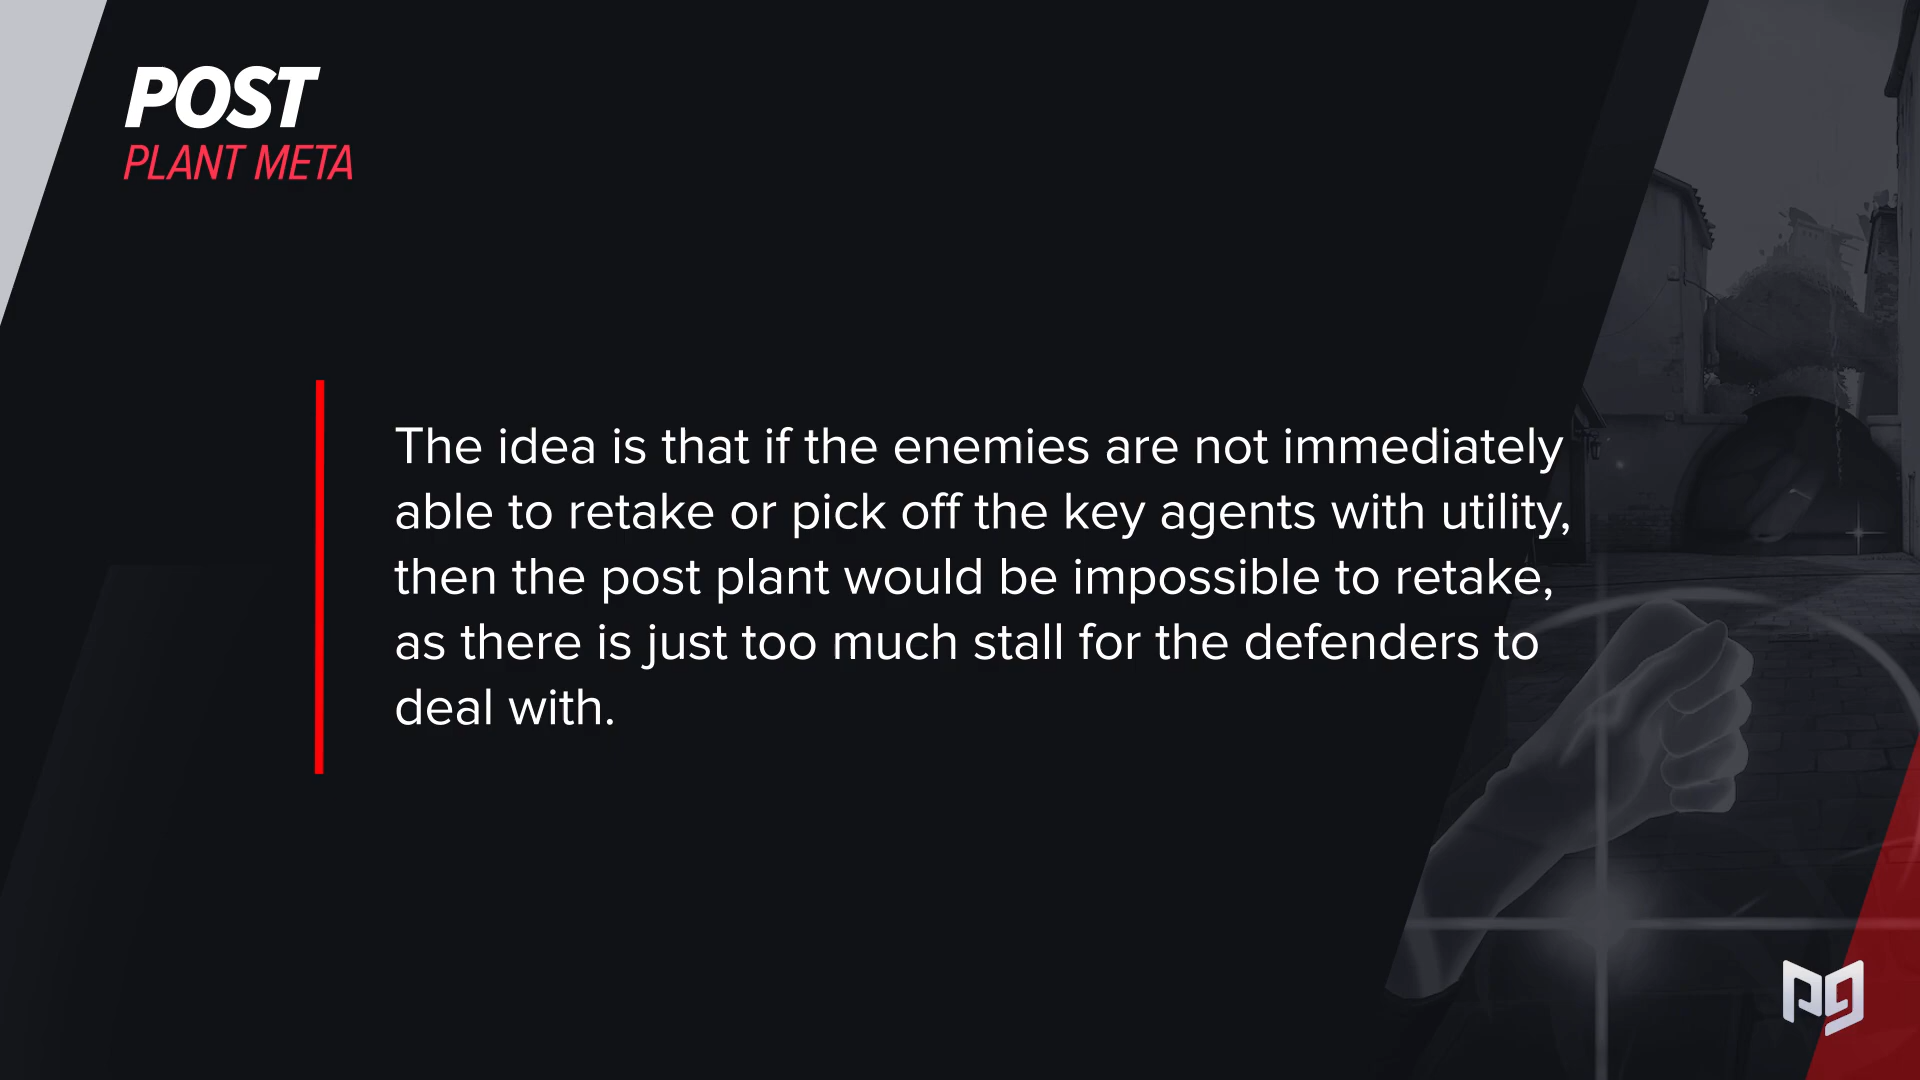 POST
PLANT META
The idea is that if the enemies are not immediately
able to retake or pick off the key agents with utility,
then the post plant would be impossible to retake,
as there is just too much stall for the defenders to
deal with.
pg